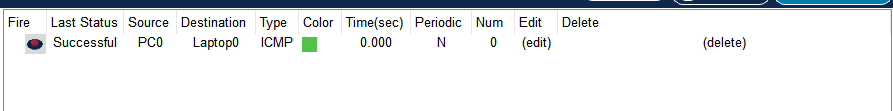 Fire Last Status Source Destination Type Color Time(sec) Periodic Num Edit Delete
Successful PC0 Laptop0 ICMP 0.000 N 0 (edit) (delete)